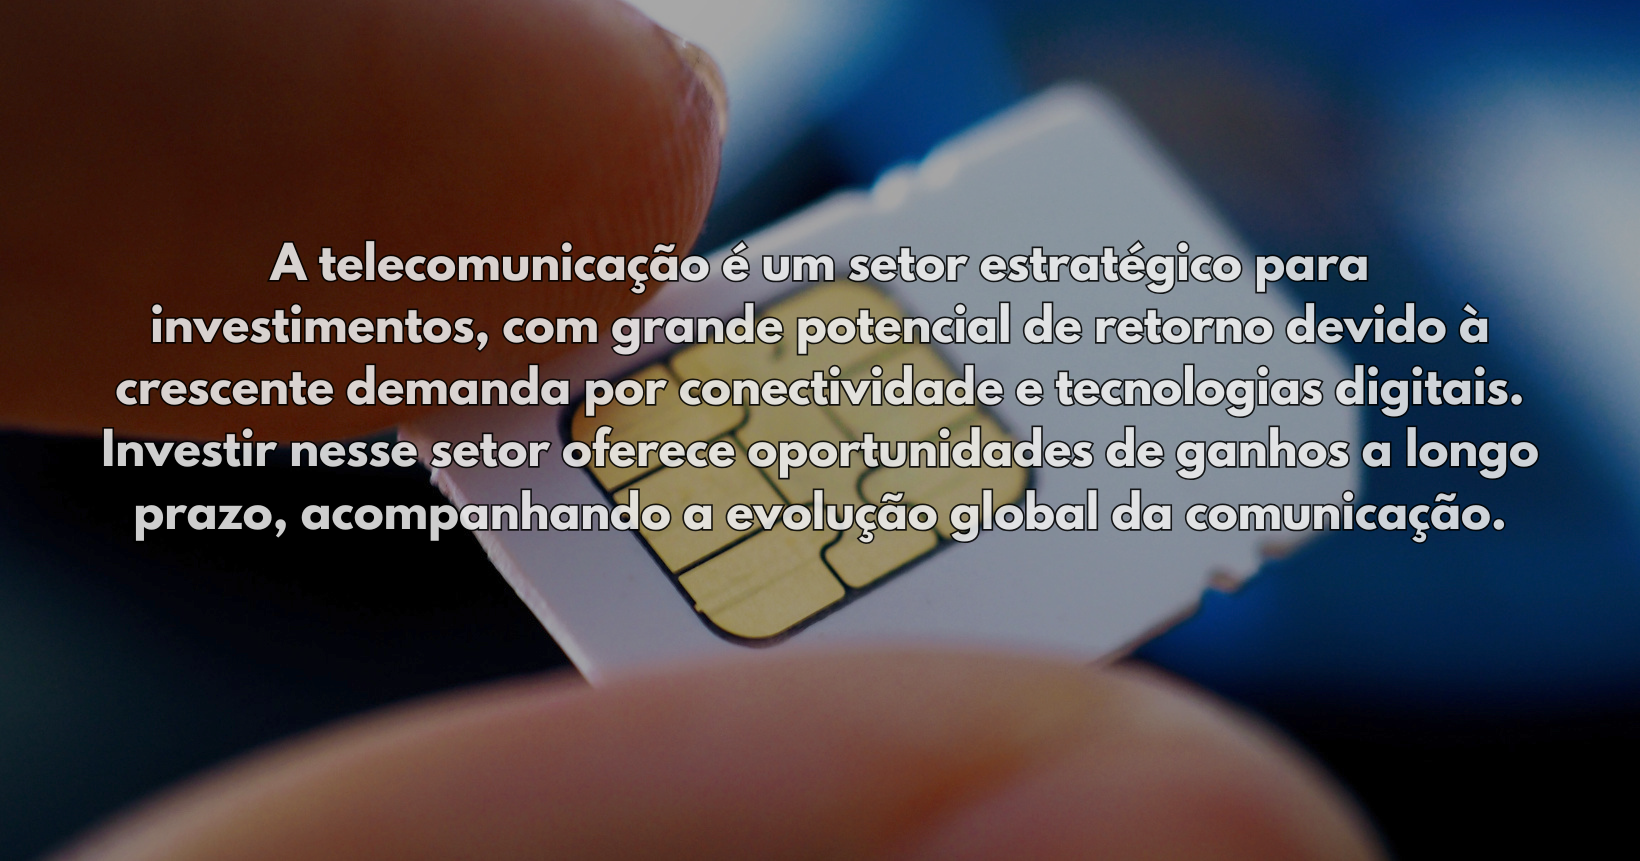 A telecomunicação é um setor estratégico para
investimentos, com grande potencial de retorno devido à
crescente demanda por conectividade e tecnologias digitais.
Investir nesse setor oferece oportunidades de ganhos a longo
prazo, acompanhando a evolução global da comunicação.